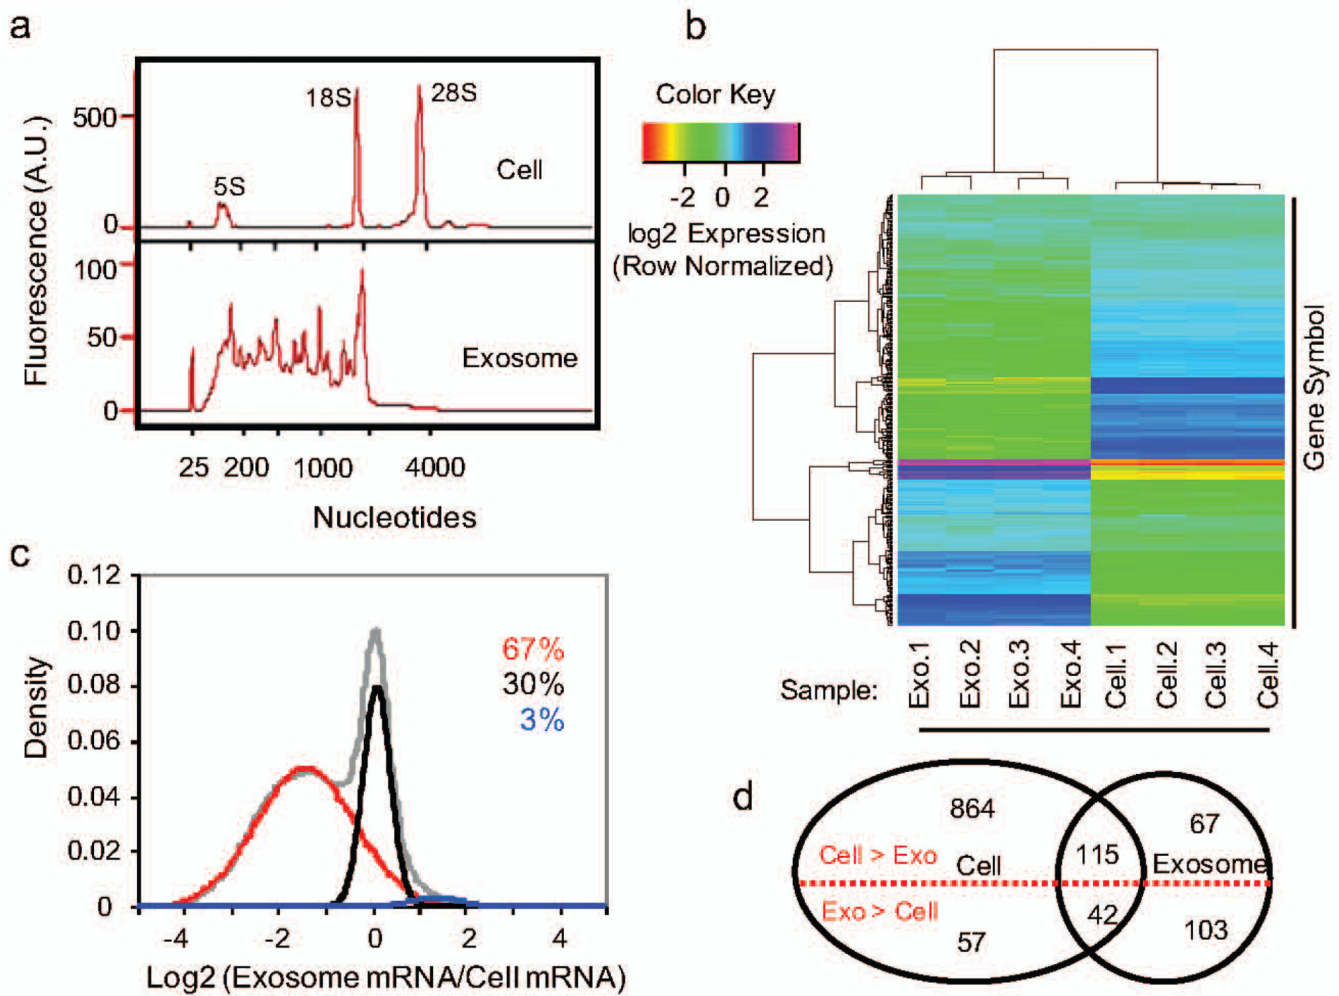 a
Fluorescence (A.U.)
500
0
5S
18S
28S
Cell
100
50
0
Exosome
25 200 1000 4000
Nucleotides
b
Color Key
-2 0 2
log2 Expression
(Row Normalized)
Gene Symbol
Sample:
Exo.1
Exo.2
Exo.3
Exo.4
Cell.1
Cell.2
Cell.3
Cell.4
c
Density
0.12
0.10
0.08
0.06
0.04
0.02
0
67%
30%
3%
-4 -2 0 2 4
Log2 (Exosome mRNA/Cell mRNA)
d
864
67
115
Cell > Exo
Cell
Exosome
Exo > Cell
42
57
103